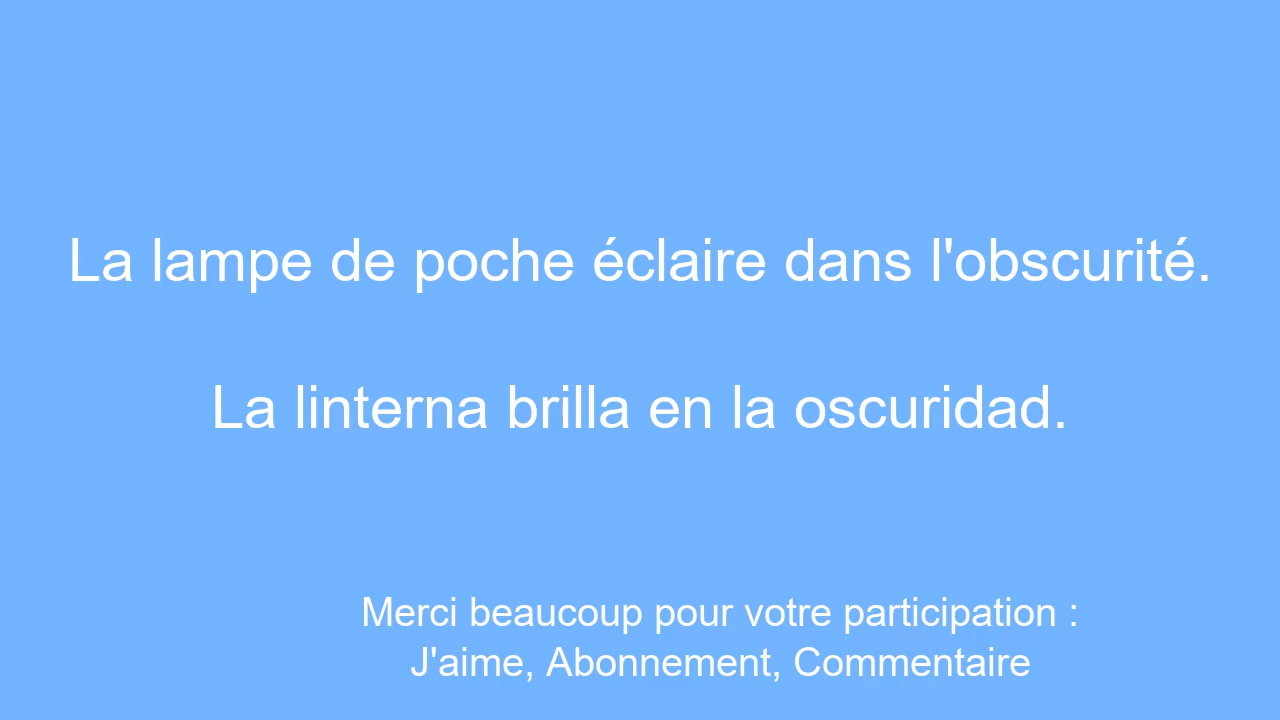 La lampe de poche éclaire dans l'obscurité.
La linterna brilla en la oscuridad.
Merci beaucoup pour votre participation :
J'aime, Abonnement, Commentaire